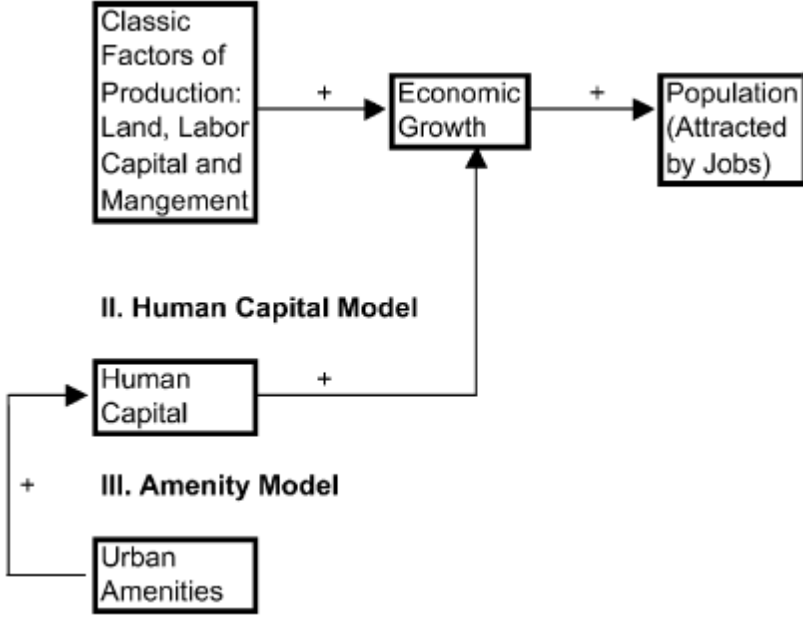 Classic
Factors of
Production:
Land, Labor
Capital and
Mangement
+
Economic
Growth
+
Population
(Attracted
by Jobs)
II. Human Capital Model
Human
Capital
+
+
III. Amenity Model
Urban
Amenities